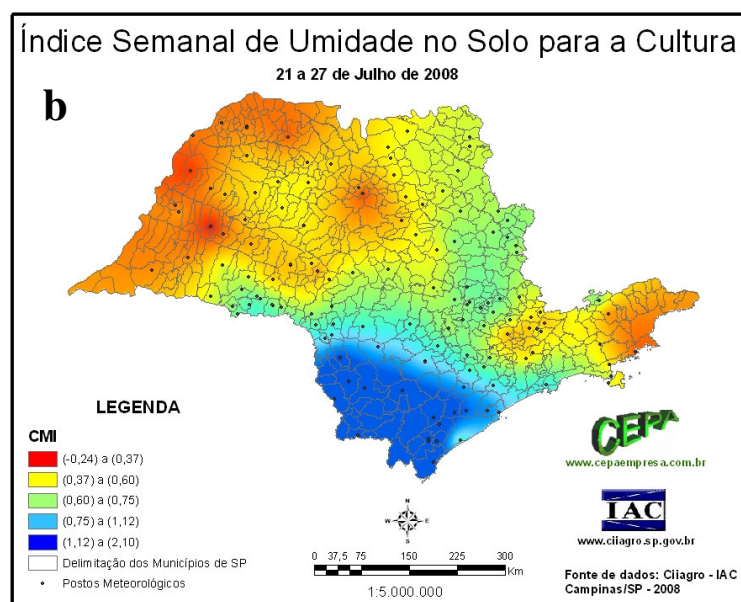 Índice Semanal de Umidade no Solo para a Cultura
21 a 27 de Julho de 2008
b
LEGENDA
CMI
(-0,24) a (0,37)
(0,37) a (0,60)
(0,60) a (0,75)
(0,75) a (1,12)
(1,12) a (2,10)
Delimitação dos Municípios de SP
Postos Meteorológicos
N
W E
S
0 37,5 75 150 225 300
Km
1:5.000.000
CEPA
www.cepaempresa.com.br
IAC
www.ciiagro.sp.gov.br
Fonte de dados: Ciiagro - IAC
Campinas/SP - 2008